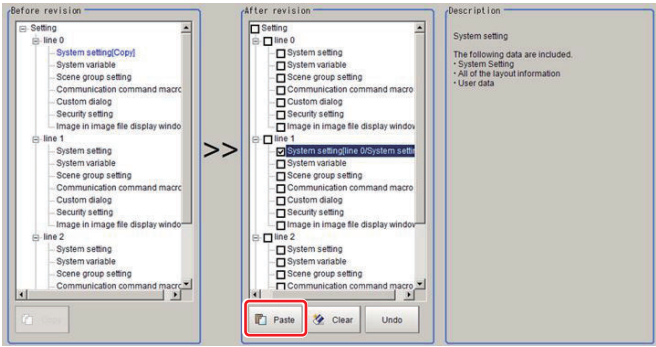 Before revision
Setting
line 0
System setting[Copy]
System variable
Scene group setting
Communication command macro
Custom dialog
Security setting
Image in image file display windo
line 1
System setting
System variable
Scene group setting
Communication command macro
Custom dialog
Security setting
Image in image file display windo
line 2
System setting
System variable
Scene group setting
Communication command macro
>>
After revision
Setting
line 0
System setting
System variable
Scene group setting
Communication command macro
Custom dialog
Security setting
Image in image file display window
line 1
System setting[line 0/System settin
System variable
Scene group setting
Communication command macro
Custom dialog
Security setting
Image in image file display window
line 2
System setting
System variable
Scene group setting
Communication command macro
Paste
Clear
Undo
Description
System setting
The following data are included.
・System Setting
・All of the layout information
・User data